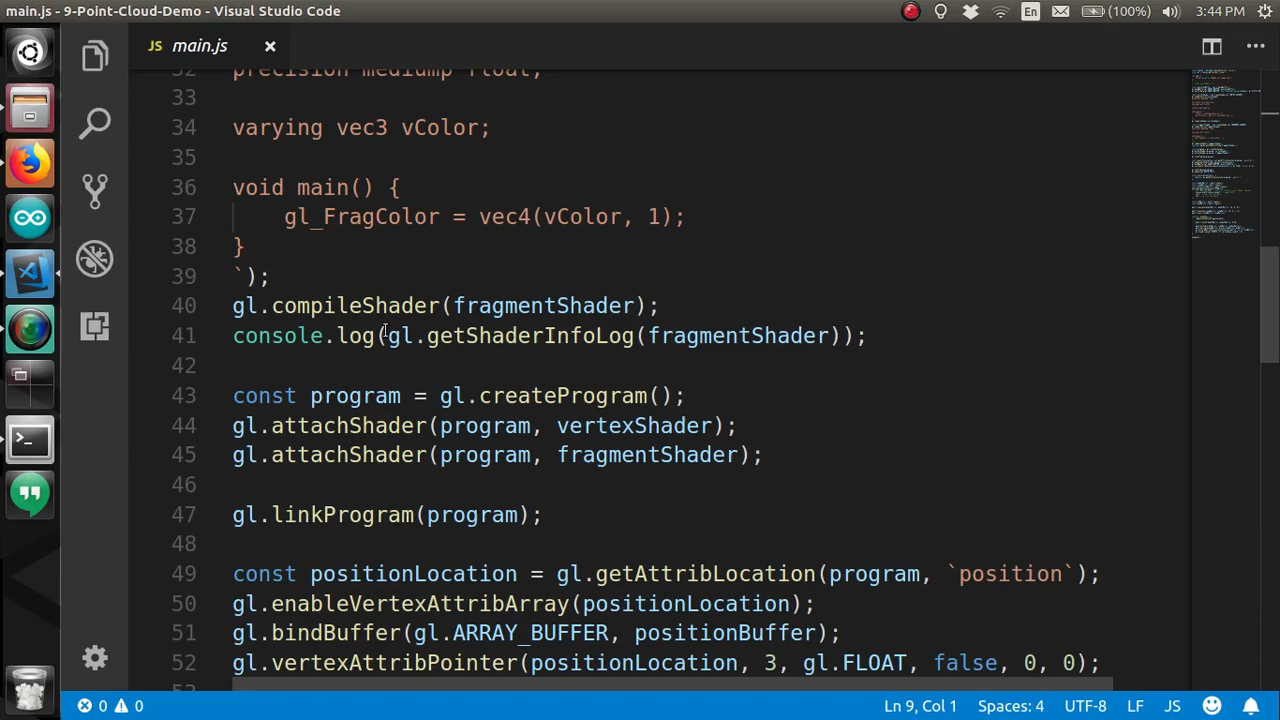 main.js - 9-Point-Cloud-Demo - Visual Studio Code
En
(100%)
3:44 PM
JS main.js
32 precision mediump float;
33
34 varying vec3 vColor;
35
36 void main() {
37 gl_FragColor = vec4(vColor, 1);
38 }
39 `);
40 gl.compileShader(fragmentShader);
41 console.log(gl.getShaderInfoLog(fragmentShader));
42
43 const program = gl.createProgram();
44 gl.attachShader(program, vertexShader);
45 gl.attachShader(program, fragmentShader);
46
47 gl.linkProgram(program);
48
49 const positionLocation = gl.getAttribLocation(program, `position`);
50 gl.enableVertexAttribArray(positionLocation);
51 gl.bindBuffer(gl.ARRAY_BUFFER, positionBuffer);
52 gl.vertexAttribPointer(positionLocation, 3, gl.FLOAT, false, 0, 0);
53
0 0
Ln 9, Col 1
Spaces: 4
UTF-8
LF
JS